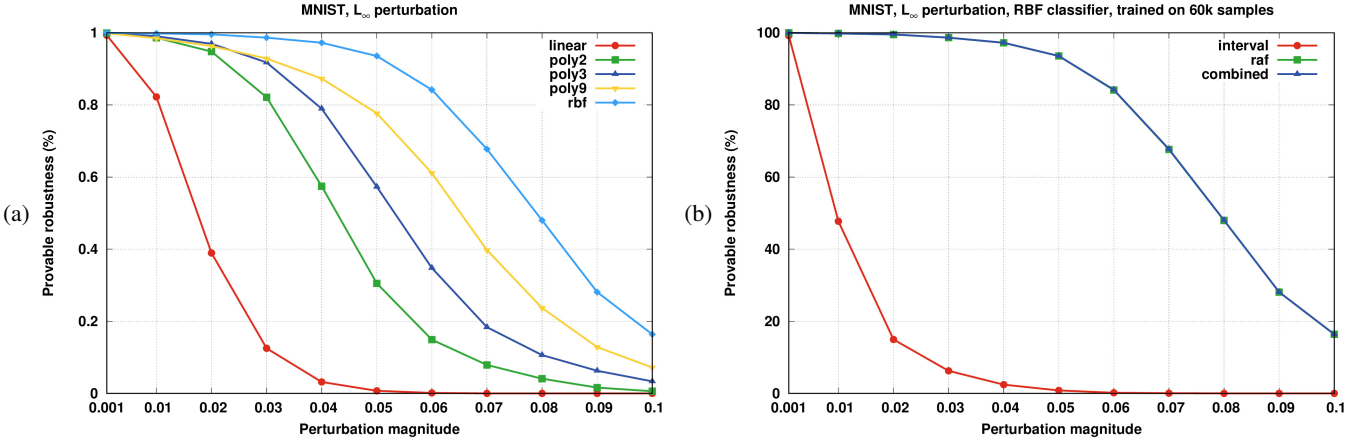 (a)
MNIST, L∞ perturbation
Provable robustness (%)
1
0.8
0.6
0.4
0.2
0
linear
poly2
poly3
poly9
rbf
0.001 0.01 0.02 0.03 0.04 0.05 0.06 0.07 0.08 0.09 0.1
Perturbation magnitude
(b)
MNIST, L∞ perturbation, RBF classifier, trained on 60k samples
Provable robustness (%)
100
80
60
40
20
0
interval
raf
combined
0.001 0.01 0.02 0.03 0.04 0.05 0.06 0.07 0.08 0.09 0.1
Perturbation magnitude